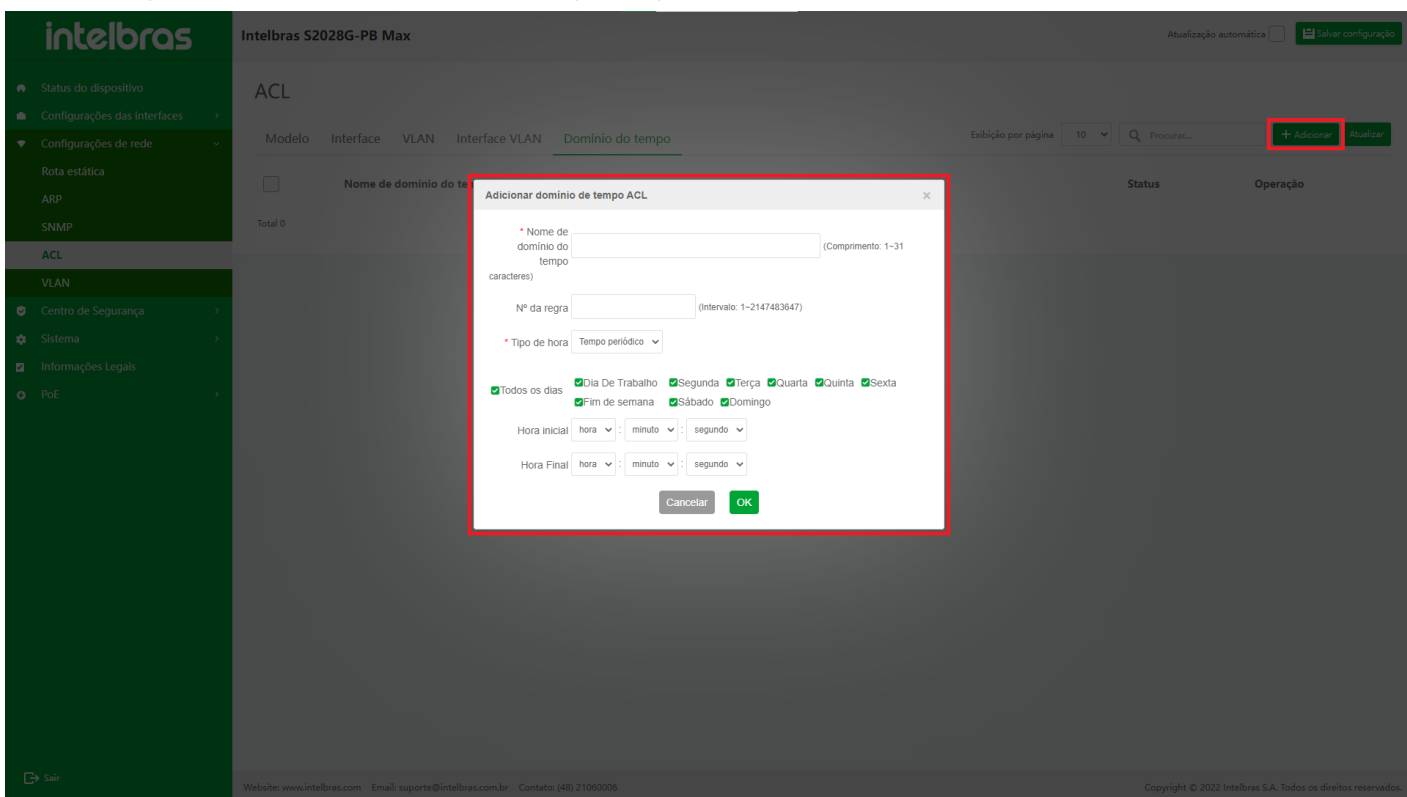 intelbras
Intelbras S2028G-PB Max
Atualização automática
Salvar configuração
Status do dispositivo
Configurações das interfaces
Configurações de rede
Rota estática
ARP
SNMP
ACL
VLAN
Centro de Segurança
Sistema
Informações Legais
PoE
Sair
ACL
Modelo Interface VLAN Interface VLAN Domínio do tempo
Exibição por página 10 Procurar... + Adicionar Atualizar
Nome de domínio do te Status Operação
Total 0
Adicionar domínio de tempo ACL ×
* Nome de
domínio do (Comprimento: 1~31
tempo
caracteres)
Nº da regra (Intervalo: 1~2147483647)
* Tipo de hora Tempo periódico
Todos os dias Dia De Trabalho Segunda Terça Quarta Quinta Sexta
Fim de semana Sábado Domingo
Hora inicial hora : minuto : segundo
Hora Final hora : minuto : segundo
Cancelar OK
Website: www.intelbras.com Email: suporte@intelbras.com.br Contato: (48) 21060006
Copyright © 2022 Intelbras S.A. Todos os direitos reservados.